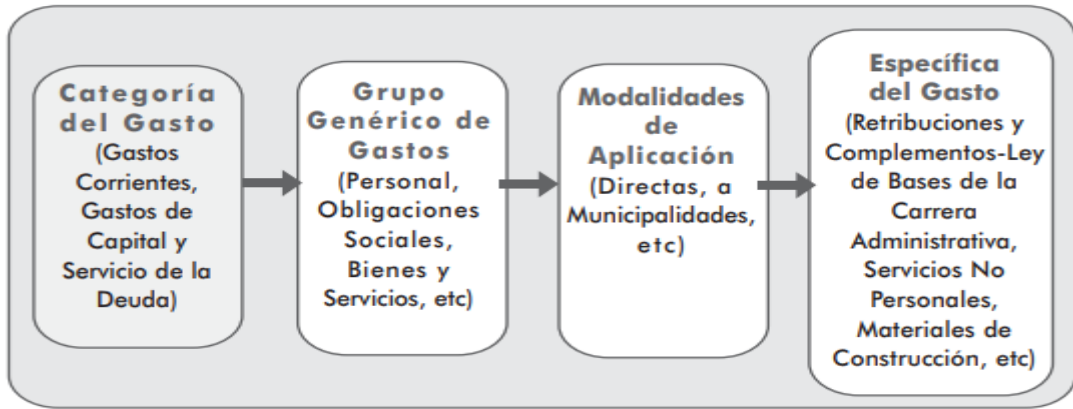 Categoría
del Gasto
(Gastos
Corrientes,
Gastos de
Capital y
Servicio de la
Deuda)
Grupo
Genérico de
Gastos
(Personal,
Obligaciones
Sociales,
Bienes y
Servicios, etc)
Modalidades
de
Aplicación
(Directas, a
Municipalidades,
etc)
Específica
del Gasto
(Retribuciones y
Complementos-Ley
de Bases de la
Carrera
Administrativa,
Servicios No
Personales,
Materiales de
Construcción, etc)